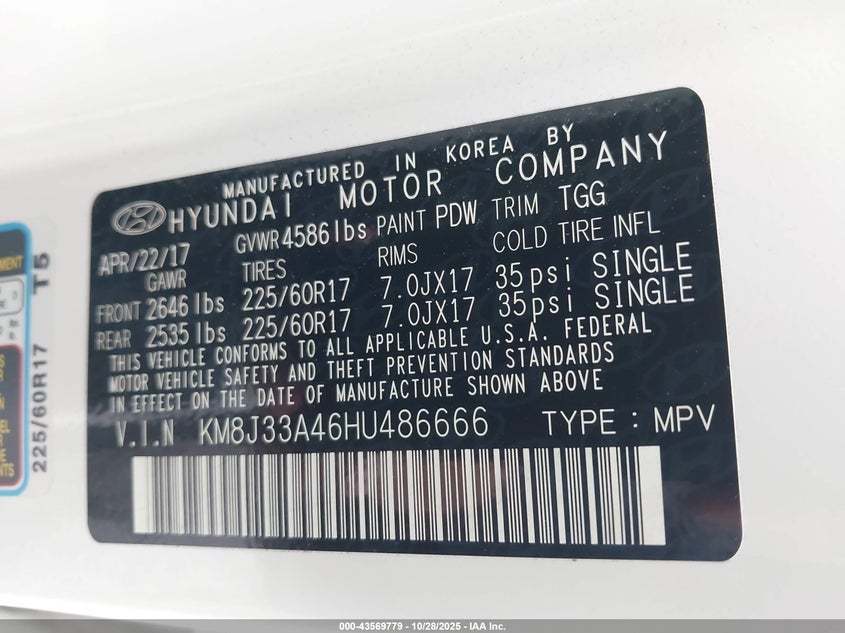 MANUFACTURED IN KOREA BY
HYUNDAI MOTOR COMPANY
APR/22/17 GVWR 4586lbs PAINT PDW TRIM TGG
GAWR TIRES RIMS COLD TIRE INFL
FRONT 2646 lbs 225/60R17 7.0JX17 35psi SINGLE
REAR 2535 lbs 225/60R17 7.0JX17 35psi SINGLE
THIS VEHICLE CONFORMS TO ALL APPLICABLE U.S.A. FEDERAL
MOTOR VEHICLE SAFETY AND THEFT PREVENTION STANDARDS
IN EFFECT ON THE DATE OF MANUFACTURE SHOWN ABOVE
V.I.N KM8J33A46HU486666 TYPE : MPV
225/60R17 T5
000-43569779 | 10/28/2025 - IAA Inc.